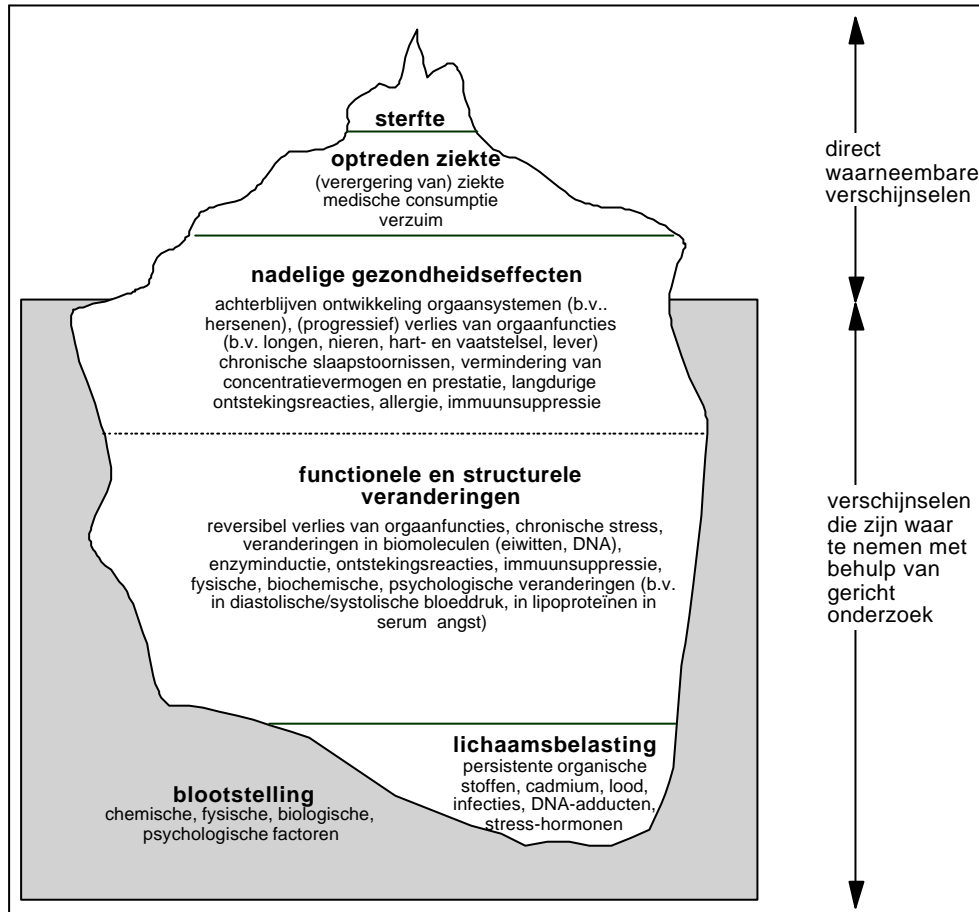 sterfte
optreden ziekte
(verergering van) ziekte
medische consumptie
verzuim
nadelige gezondheidseffecten
achterblijven ontwikkeling orgaansystemen (b.v..
hersenen), (progressief) verlies van orgaanfuncties
(b.v. longen, nieren, hart- en vaatstelsel, lever)
chronische slaapstoornissen, vermindering van
concentratievermogen en prestatie, langdurige
ontstekingsreacties, allergie, immuunsuppressie
functionele en structurele
veranderingen
reversibel verlies van orgaanfuncties, chronische stress,
veranderingen in biomoleculen (eiwitten, DNA),
enzyminductie, ontstekingsreacties, immuunsuppressie,
fysische, biochemische, psychologische veranderingen (b.v.
in diastolische/systolische bloeddruk, in lipoproteïnen in
serum angst)
lichaamsbelasting
persistente organische
stoffen, cadmium, lood,
infecties, DNA-adducten,
stress-hormonen
blootstelling
chemische, fysische, biologische,
psychologische factoren
direct
waarneembare
verschijnselen
verschijnselen
die zijn waar
te nemen met
behulp van
gericht
onderzoek